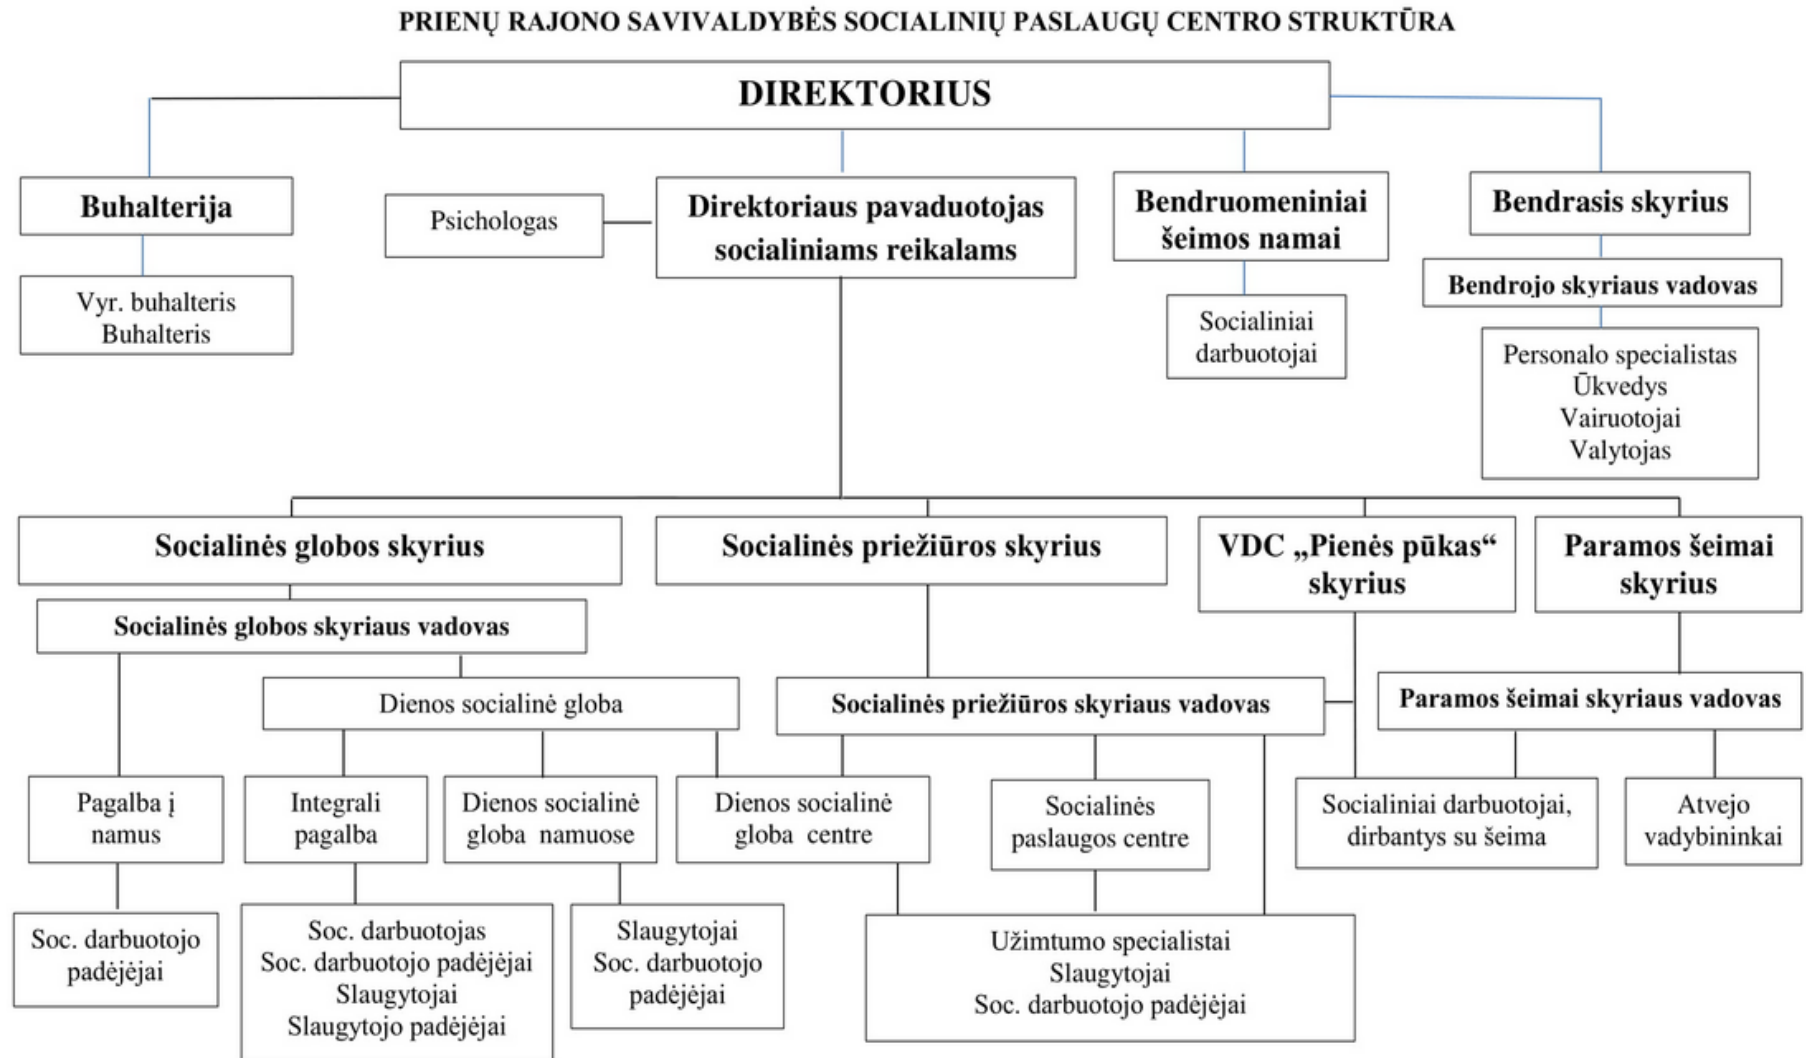 PRIENŲ RAJONO SAVIVALDYBĖS SOCIALINIŲ PASLAUGŲ CENTRO STRUKTŪRA
DIREKTORIUS
Buhalterija
Vyr. buhalteris
Buhalteris
Psichologas
Direktoriaus pavaduotojas
socialiniams reikalams
Bendruomeniniai
šeimos namai
Socialiniai
darbuotojai
Bendrasis skyrius
Bendrojo skyriaus vadovas
Personalo specialistas
Ūkvedys
Vairuotojai
Valytojas
Socialinės globos skyrius
Socialinės globos skyriaus vadovas
Socialinės priežiūros skyrius
VDC „Pienės pūkas“
skyrius
Paramos šeimai
skyrius
Dienos socialinė globa
Socialinės priežiūros skyriaus vadovas
Paramos šeimai skyriaus vadovas
Pagalba į
namus
Integrali
pagalba
Dienos socialinė
globa namuose
Dienos socialinė
globa centre
Socialinės
paslaugos centre
Socialiniai darbuotojai,
dirbantys su šeima
Atvejo
vadybininkai
Soc. darbuotojo
padėjėjai
Soc. darbuotojas
Soc. darbuotojo padėjėjai
Slaugytojai
Slaugytojo padėjėjai
Slaugytojai
Soc. darbuotojo
padėjėjai
Užimtumo specialistai
Slaugytojai
Soc. darbuotojo padėjėjai